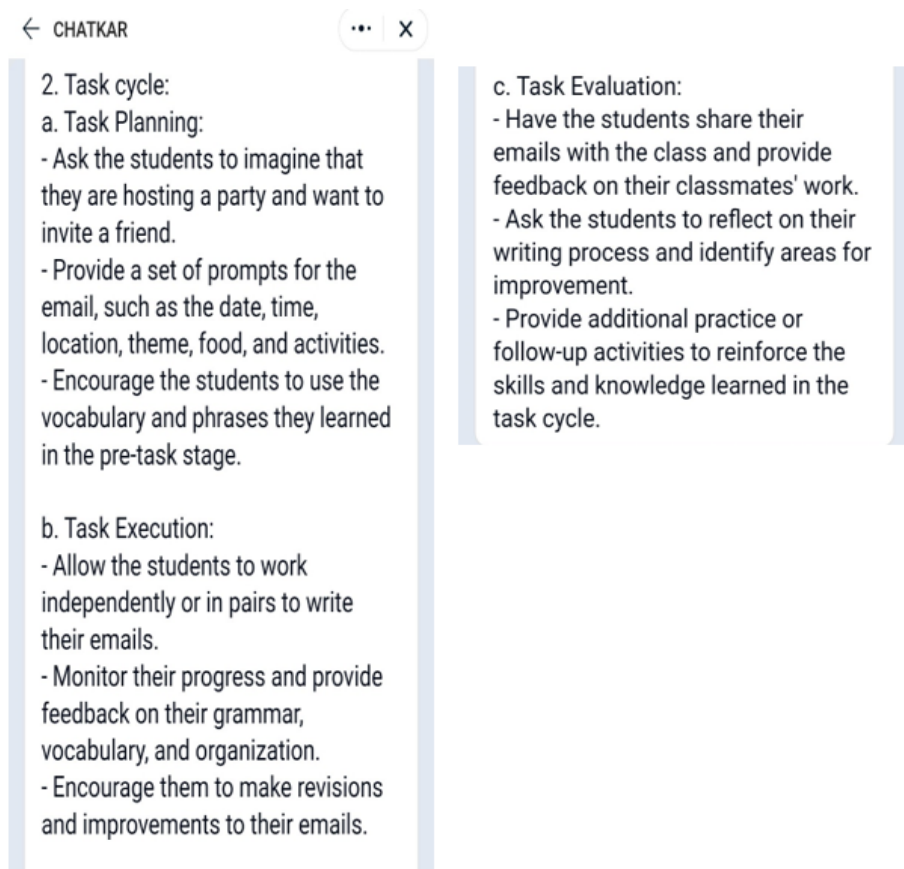 CHATKAR
2. Task cycle:
a. Task Planning:
- Ask the students to imagine that
they are hosting a party and want to
invite a friend.
- Provide a set of prompts for the
email, such as the date, time,
location, theme, food, and activities.
- Encourage the students to use the
vocabulary and phrases they learned
in the pre-task stage.
b. Task Execution:
- Allow the students to work
independently or in pairs to write
their emails.
- Monitor their progress and provide
feedback on their grammar,
vocabulary, and organization.
- Encourage them to make revisions
and improvements to their emails.
c. Task Evaluation:
- Have the students share their
emails with the class and provide
feedback on their classmates' work.
- Ask the students to reflect on their
writing process and identify areas for
improvement.
- Provide additional practice or
follow-up activities to reinforce the
skills and knowledge learned in the
task cycle.